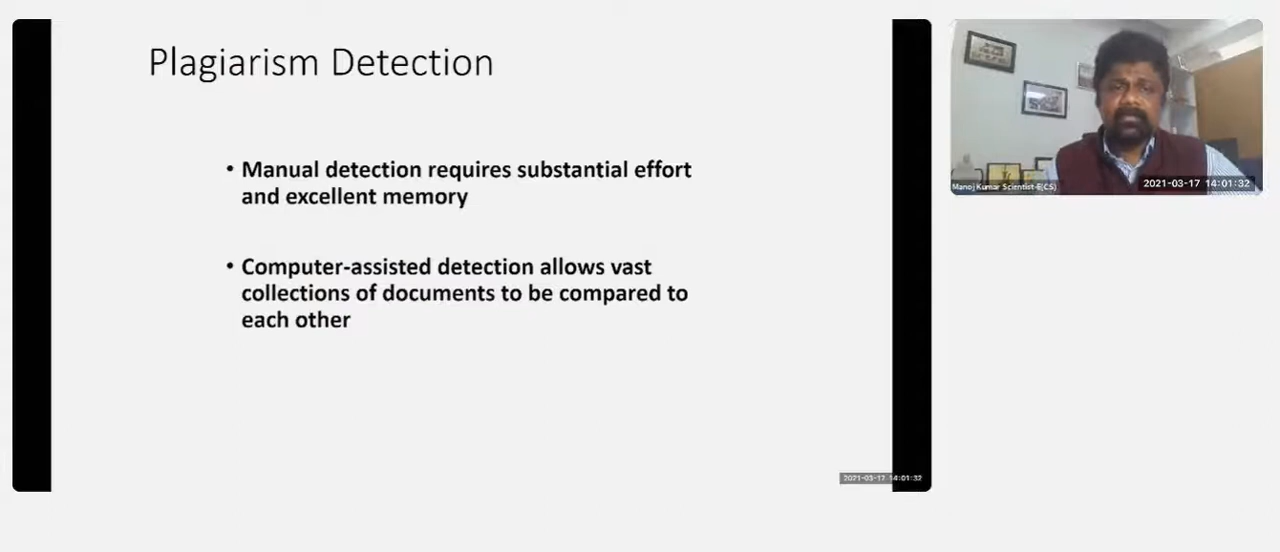 Plagiarism Detection
• Manual detection requires substantial effort
and excellent memory
• Computer-assisted detection allows vast
collections of documents to be compared to
each other
2021-03-17 14:01:32
Manoj Kumar Scientist-E(CS)
2021-03-17 14:01:32